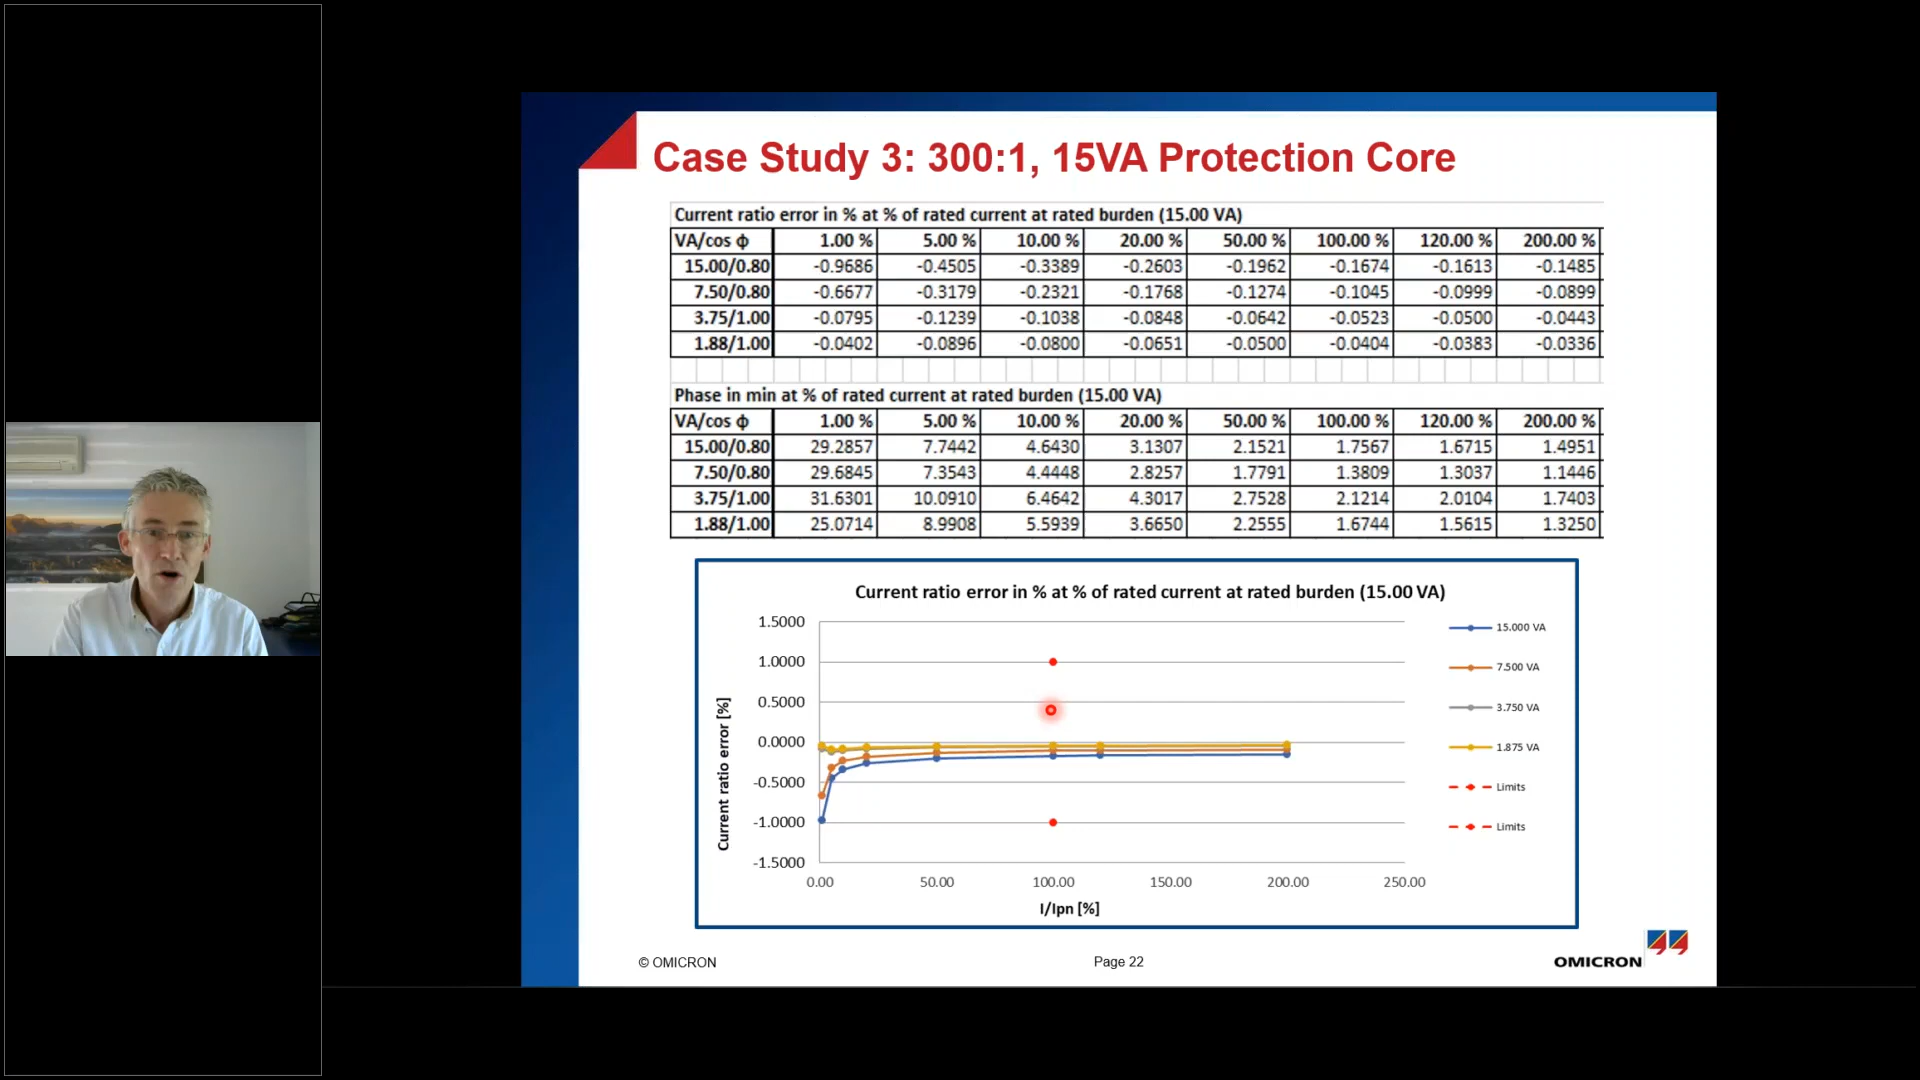 Case Study 3: 300:1, 15VA Protection Core
Current ratio error in % at % of rated current at rated burden (15.00 VA)
VA/cos ϕ 1.00 % 5.00 % 10.00 % 20.00 % 50.00 % 100.00 % 120.00 % 200.00 %
15.00/0.80 -0.9686 -0.4505 -0.3389 -0.2603 -0.1962 -0.1674 -0.1613 -0.1485
7.50/0.80 -0.6677 -0.3179 -0.2321 -0.1768 -0.1274 -0.1045 -0.0999 -0.0899
3.75/1.00 -0.0795 -0.1239 -0.1038 -0.0848 -0.0642 -0.0523 -0.0500 -0.0443
1.88/1.00 -0.0402 -0.0896 -0.0800 -0.0651 -0.0500 -0.0404 -0.0383 -0.0336
Phase in min at % of rated current at rated burden (15.00 VA)
VA/cos ϕ 1.00 % 5.00 % 10.00 % 20.00 % 50.00 % 100.00 % 120.00 % 200.00 %
15.00/0.80 29.2857 7.7442 4.6430 3.1307 2.1521 1.7567 1.6715 1.4951
7.50/0.80 29.6845 7.3543 4.4448 2.8257 1.7791 1.3809 1.3037 1.1446
3.75/1.00 31.6301 10.0910 6.4642 4.3017 2.7528 2.1214 2.0104 1.7403
1.88/1.00 25.0714 8.9908 5.5939 3.6650 2.2555 1.6744 1.5615 1.3250
Current ratio error in % at % of rated current at rated burden (15.00 VA)
Current ratio error [%]
1.5000
1.0000
0.5000
0.0000
-0.5000
-1.0000
-1.5000
0.00 50.00 100.00 150.00 200.00 250.00
I/Ipn [%]
15.000 VA
7.500 VA
3.750 VA
1.875 VA
Limits
Limits
© OMICRON
Page 22
OMICRON